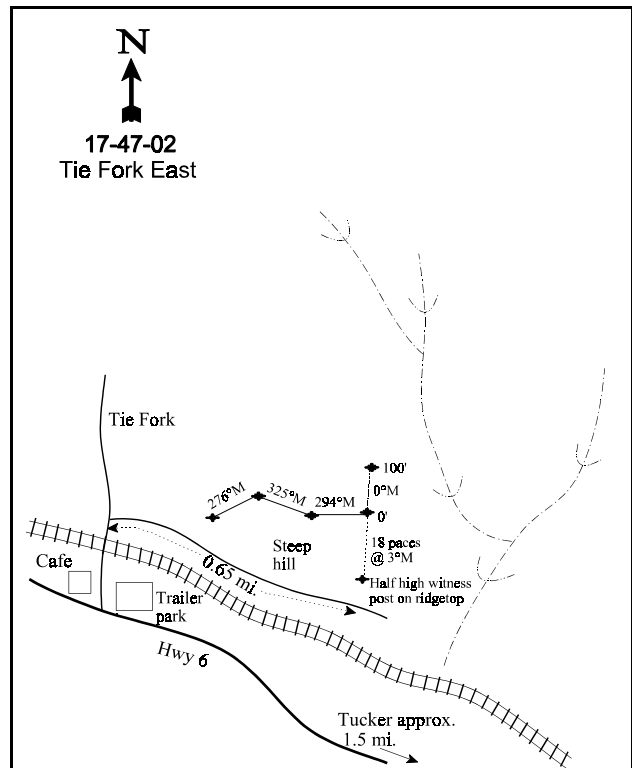 N
17-47-02
Tie Fork East
Tie Fork
100'
0°M
276°M
325°M
294°M
0'
18 paces
@ 3°M
Steep
hill
Half high witness
post on ridgetop
0.65 mi.
Cafe
Trailer
park
Hwy 6
Tucker approx.
1.5 mi.